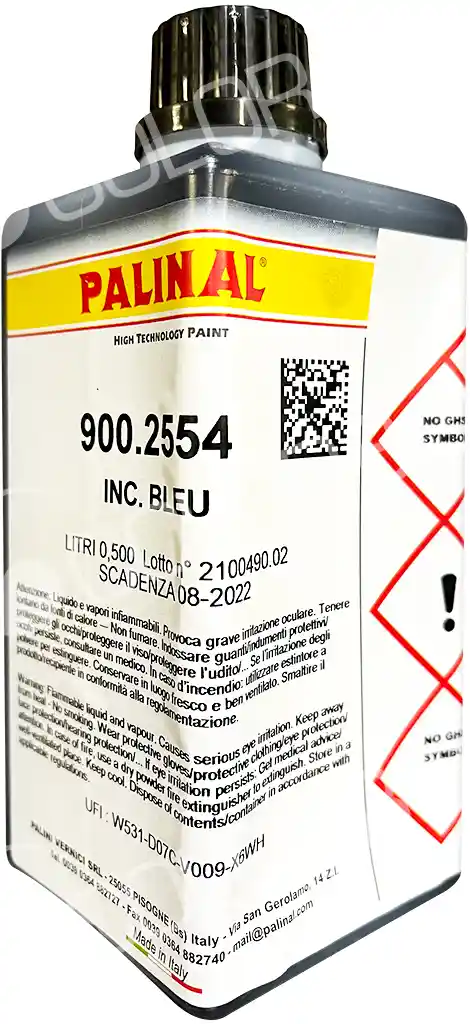 COLOR
PALINAL®
HIGH TECHNOLOGY PAINT
900.2554
INC. BLEU
LITRI 0,500 Lotto n° 2100490.02
SCADENZA 08-2022
Attenzione: Liquido e vapori infiammabili. Provoca grave irritazione oculare. Tenere
lontano da fonti di calore — Non fumare. Indossare guanti/indumenti protettivi/
proteggere gli occhi/proteggere il viso/proteggere l'udito/... Se l'irritazione degli
occhi persiste, consultare un medico. In caso d'incendio: utilizzare estintore a
polvere per estinguere. Conservare in luogo fresco e ben ventilato. Smaltire il
prodotto/recipiente in conformità alla regolamentazione.
Warning: Flammable liquid and vapour. Causes serious eye irritation. Keep away
from heat - No smoking. Wear protective gloves/protective clothing/eye protection/
face protection/hearing protection/... If eye irritation persists: Get medical advice/
attention. In case of fire, use a dry powder fire extinguisher to extinguish. Store in a
well-ventilated place. Keep cool. Dispose of contents/container in accordance with
applicable regulations.
UFI : W531-D07C-V009-X6WH
PALINI VERNICI SRL - 25055 PISOGNE (Bs) Italy - Via San Gerolamo, 14 Z.I.
Tel. 0039 0364 882727 - Fax 0039 0364 882740 - mail@palinal.com
Made in Italy
NO GHS
SYMBO
!
NO GH
SYMBO